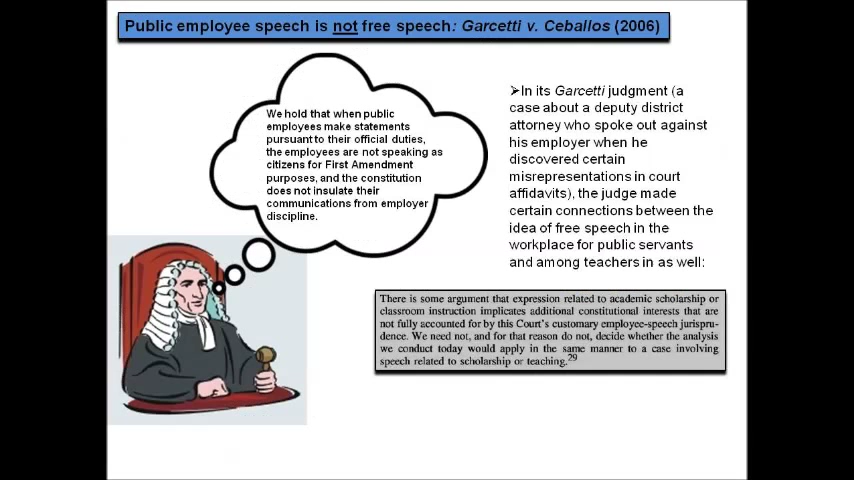 Public employee speech is not free speech: Garcetti v. Ceballos (2006)
We hold that when public
employees make statements
pursuant to their official duties,
the employees are not speaking as
citizens for First Amendment
purposes, and the constitution
does not insulate their
communications from employer
discipline.
➢In its Garcetti judgment (a
case about a deputy district
attorney who spoke out against
his employer when he
discovered certain
misrepresentations in court
affidavits), the judge made
certain connections between the
idea of free speech in the
workplace for public servants
and among teachers in as well:
There is some argument that expression related to academic scholarship or
classroom instruction implicates additional constitutional interests that are
not fully accounted for by this Court's customary employee-speech jurispru-
dence. We need not, and for that reason do not, decide whether the analysis
we conduct today would apply in the same manner to a case involving
speech related to scholarship or teaching.29